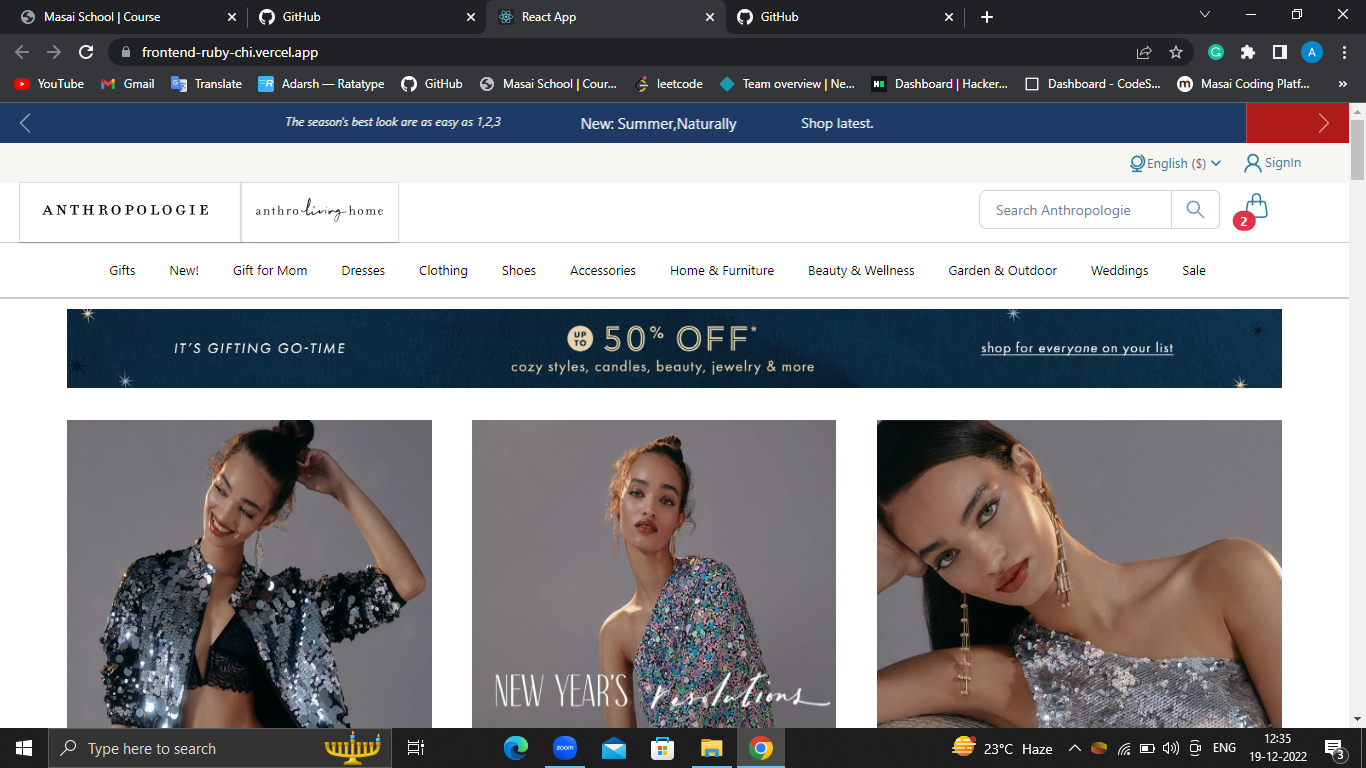 Masai School | Course
GitHub
React App
GitHub
frontend-ruby-chi.vercel.app
A
YouTube
Gmail
Translate
Adarsh — Ratatype
GitHub
Masai School | Cour...
leetcode
Team overview | Ne...
Dashboard | Hacker...
Dashboard - CodeS...
Masai Coding Platf...
»
The season's best look are as easy as 1,2,3
New: Summer,Naturally
Shop latest.
English ($)
SignIn
ANTHROPOLOGIE
anthro living home
Search Anthropologie
2
Gifts
New!
Gift for Mom
Dresses
Clothing
Shoes
Accessories
Home & Furniture
Beauty & Wellness
Garden & Outdoor
Weddings
Sale
IT'S GIFTING GO-TIME
UP TO 50% OFF*
cozy styles, candles, beauty, jewelry & more
shop for everyone on your list
NEW YEAR'S resolutions
Type here to search
zoom
23°C Haze
ENG
12:35
19-12-2022
3